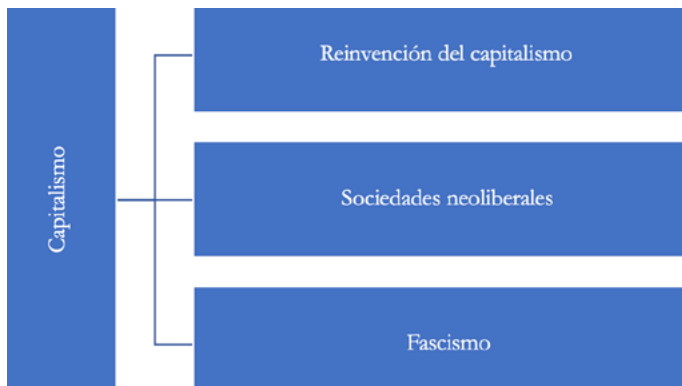 Capitalismo
Reinvención del capitalismo
Sociedades neoliberales
Fascismo